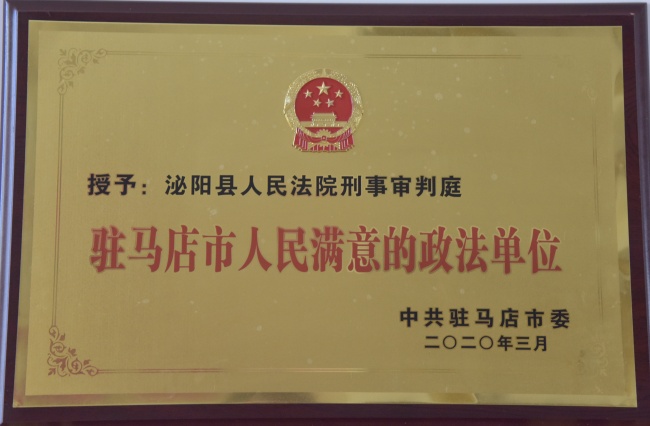 授予：泌阳县人民法院刑事审判庭
驻马店市人民满意的政法单位
中共驻马店市委
二〇二〇年三月